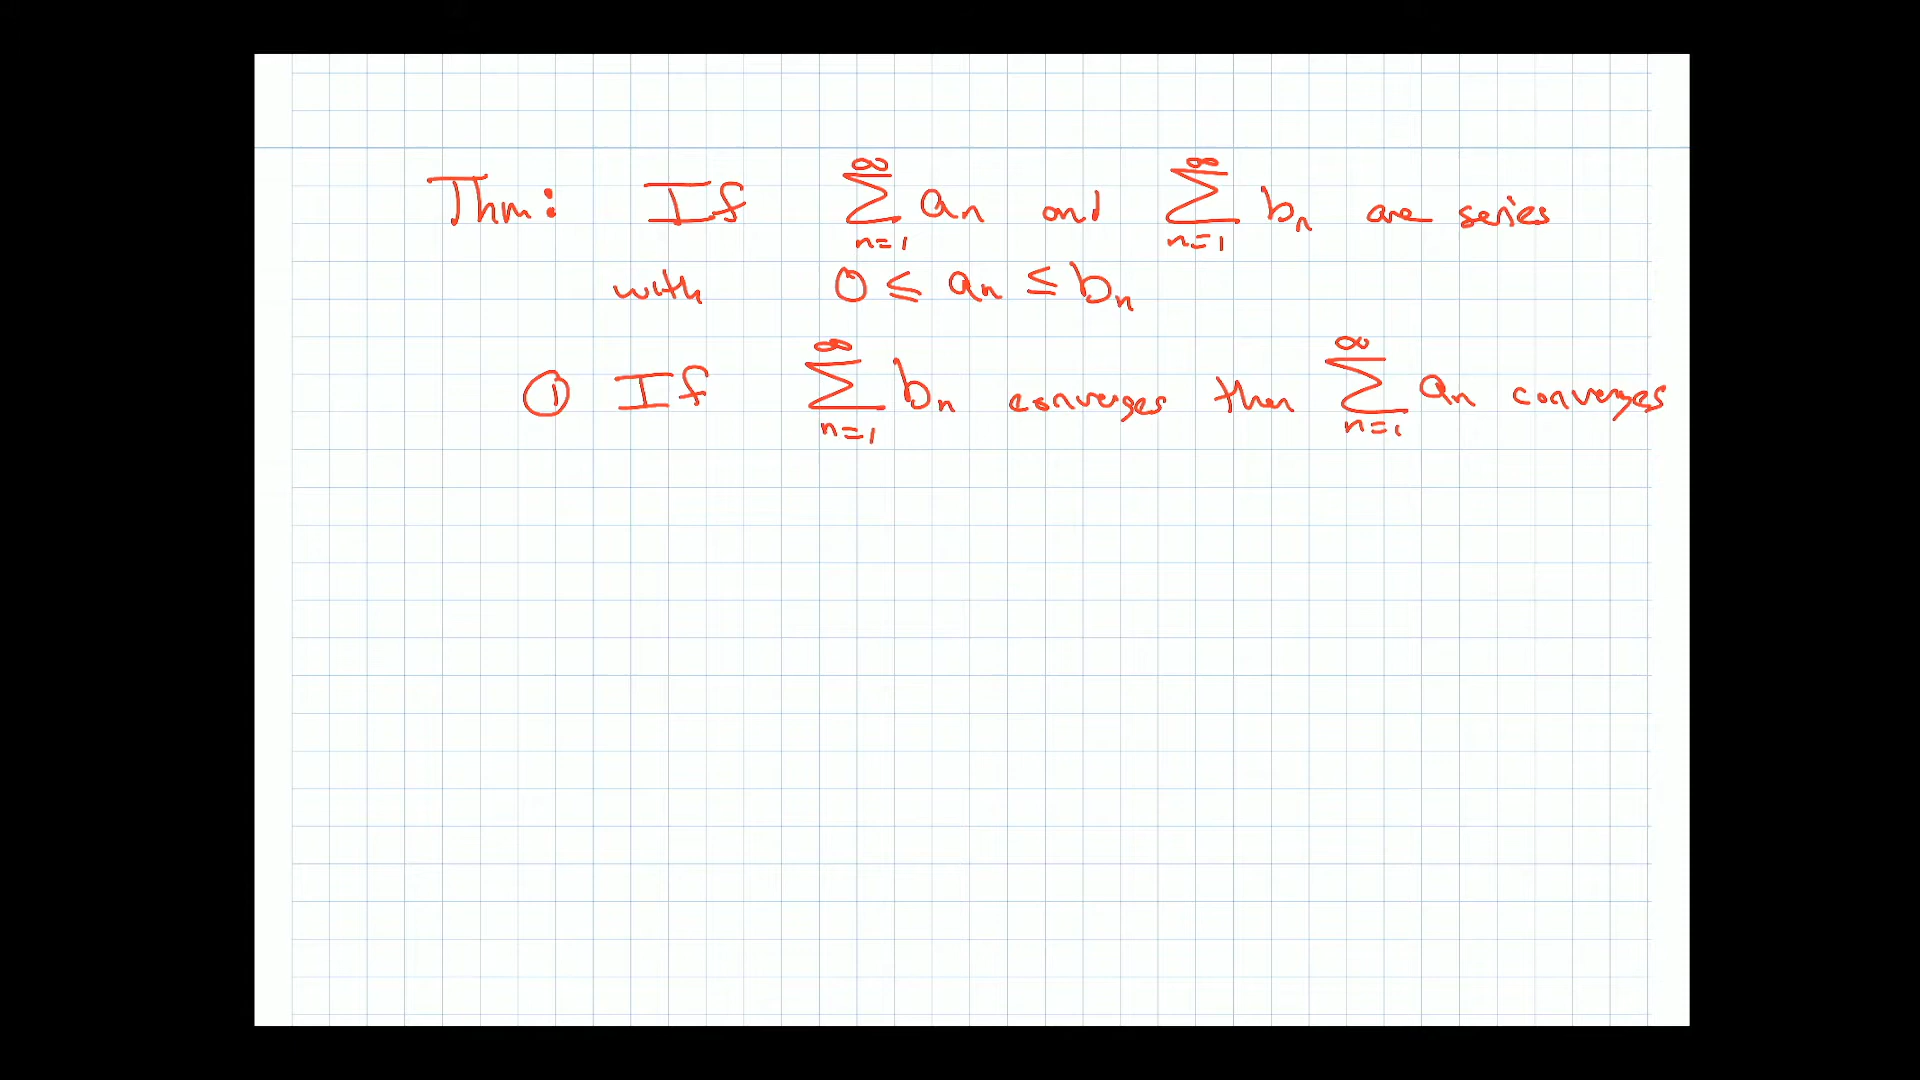 Thm: If ∑_{n=1}^{∞} a_n and ∑_{n=1}^{∞} b_n are series
with 0 ≤ a_n ≤ b_n
① If ∑_{n=1}^{∞} b_n converges then ∑_{n=1}^{∞} a_n converges